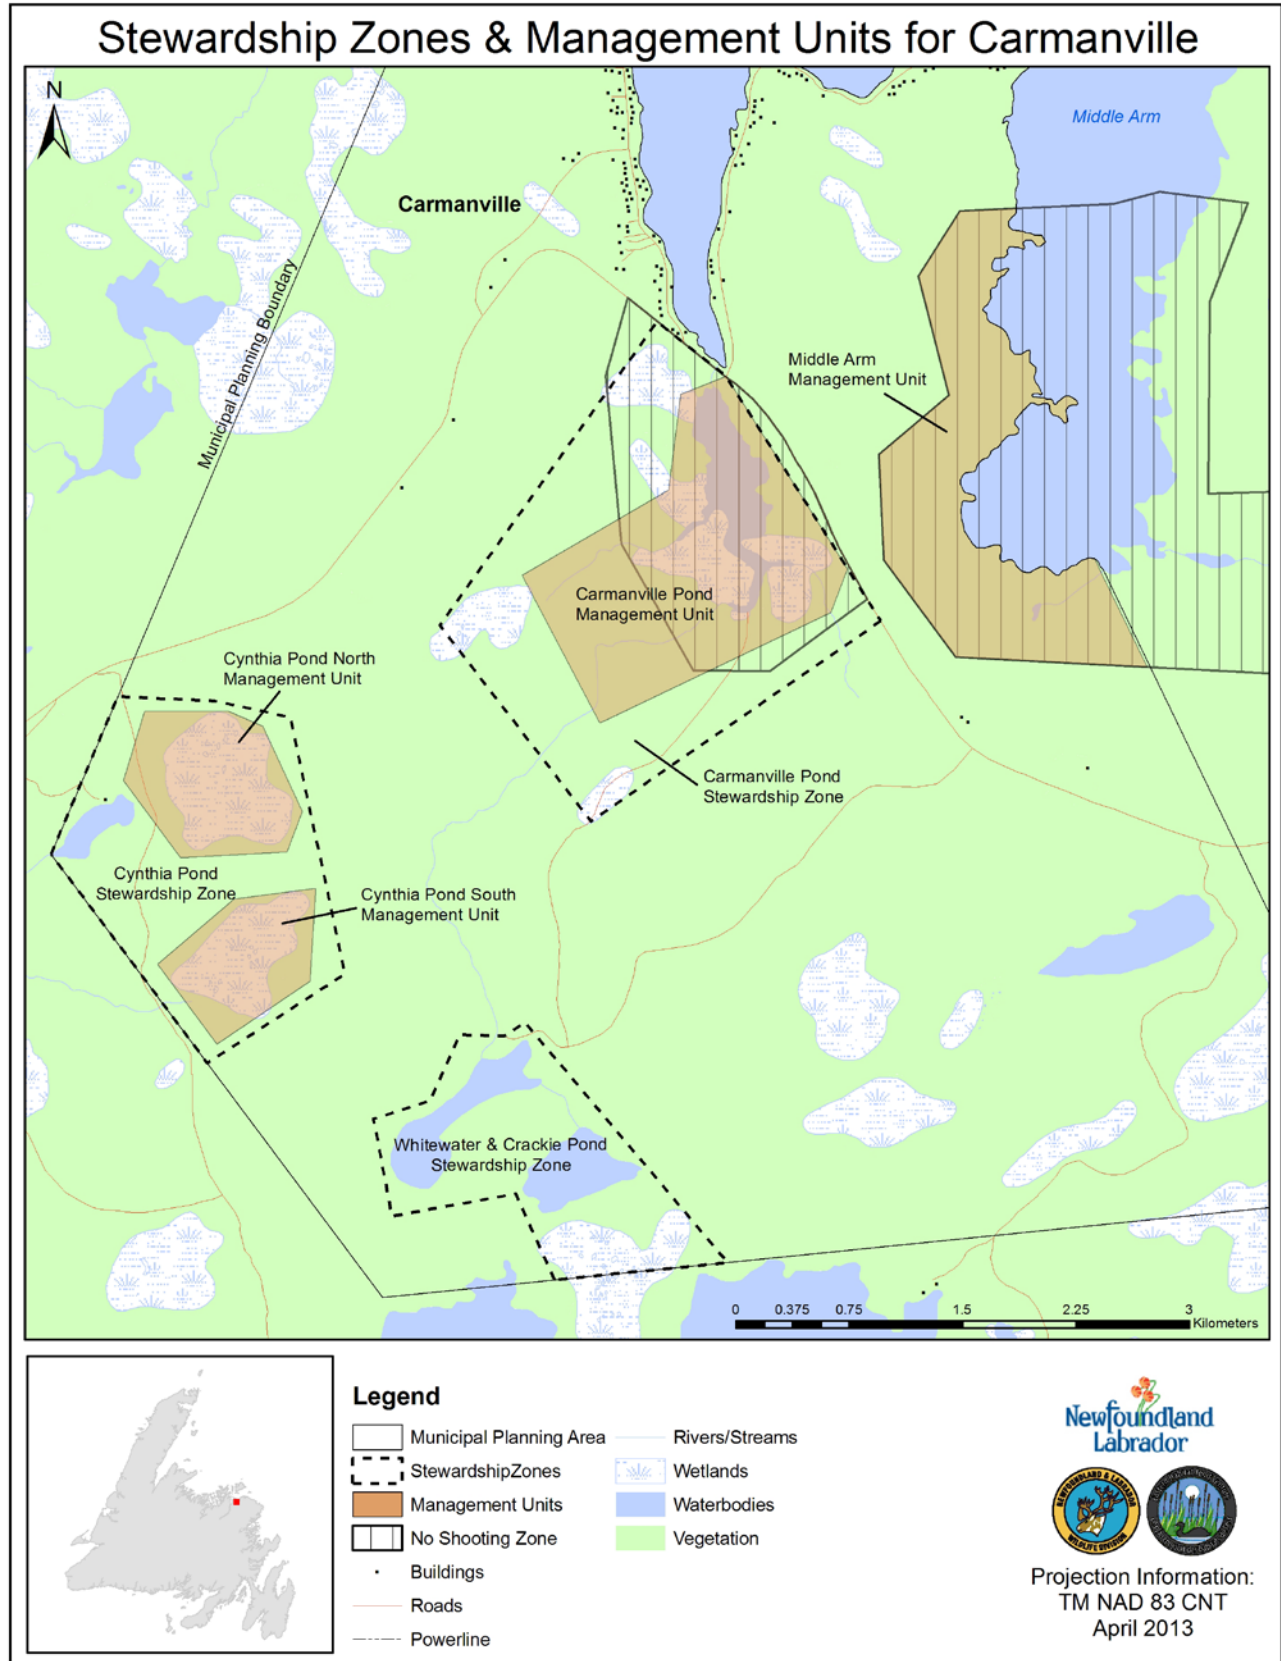 Stewardship Zones & Management Units for Carmanville
N
Middle Arm
Carmanville
Municipal Planning Boundary
Middle Arm
Management Unit
Carmanville Pond
Management Unit
Cynthia Pond North
Management Unit
Carmanville Pond
Stewardship Zone
Cynthia Pond
Stewardship Zone
Cynthia Pond South
Management Unit
Whitewater & Crackie Pond
Stewardship Zone
0 0.375 0.75 1.5 2.25 3
Kilometers
Legend
Municipal Planning Area
StewardshipZones
Management Units
No Shooting Zone
Buildings
Roads
Powerline
Rivers/Streams
Wetlands
Waterbodies
Vegetation
Newfoundland
Labrador
NEWFOUNDLAND & LABRADOR
WILDLIFE DIVISION
Projection Information:
TM NAD 83 CNT
April 2013